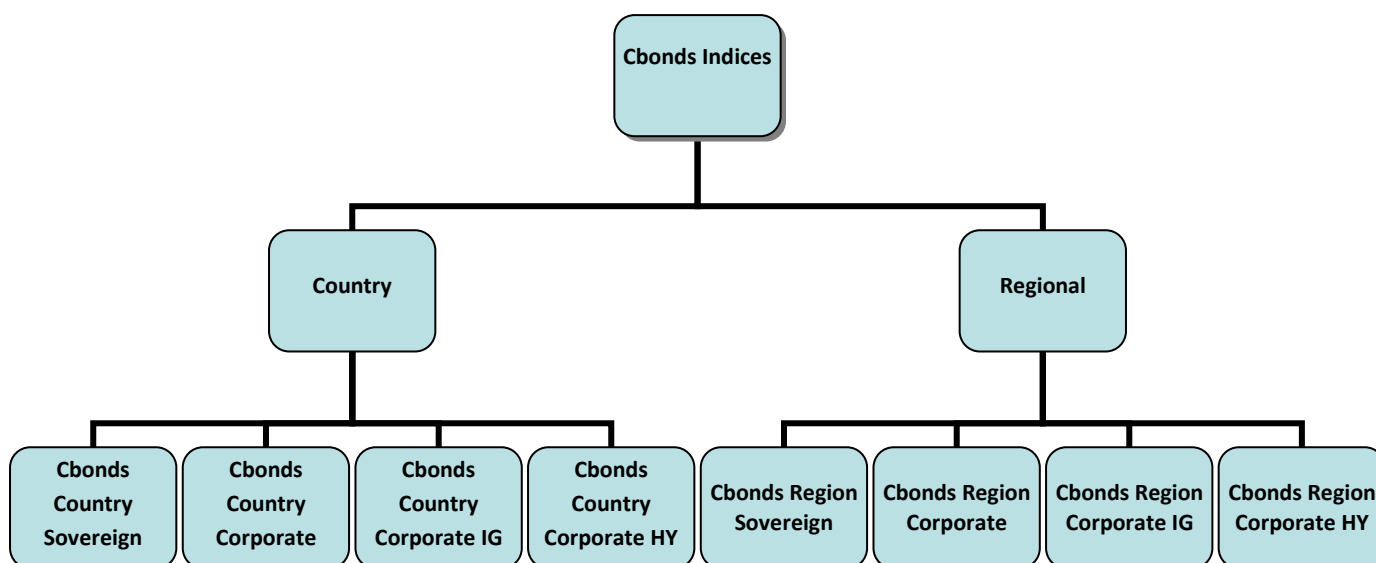 Cbonds Indices
Country
Regional
Cbonds
Country
Sovereign
Cbonds
Country
Corporate
Cbonds
Country
Corporate IG
Cbonds
Country
Corporate HY
Cbonds Region
Sovereign
Cbonds Region
Corporate
Cbonds Region
Corporate IG
Cbonds Region
Corporate HY